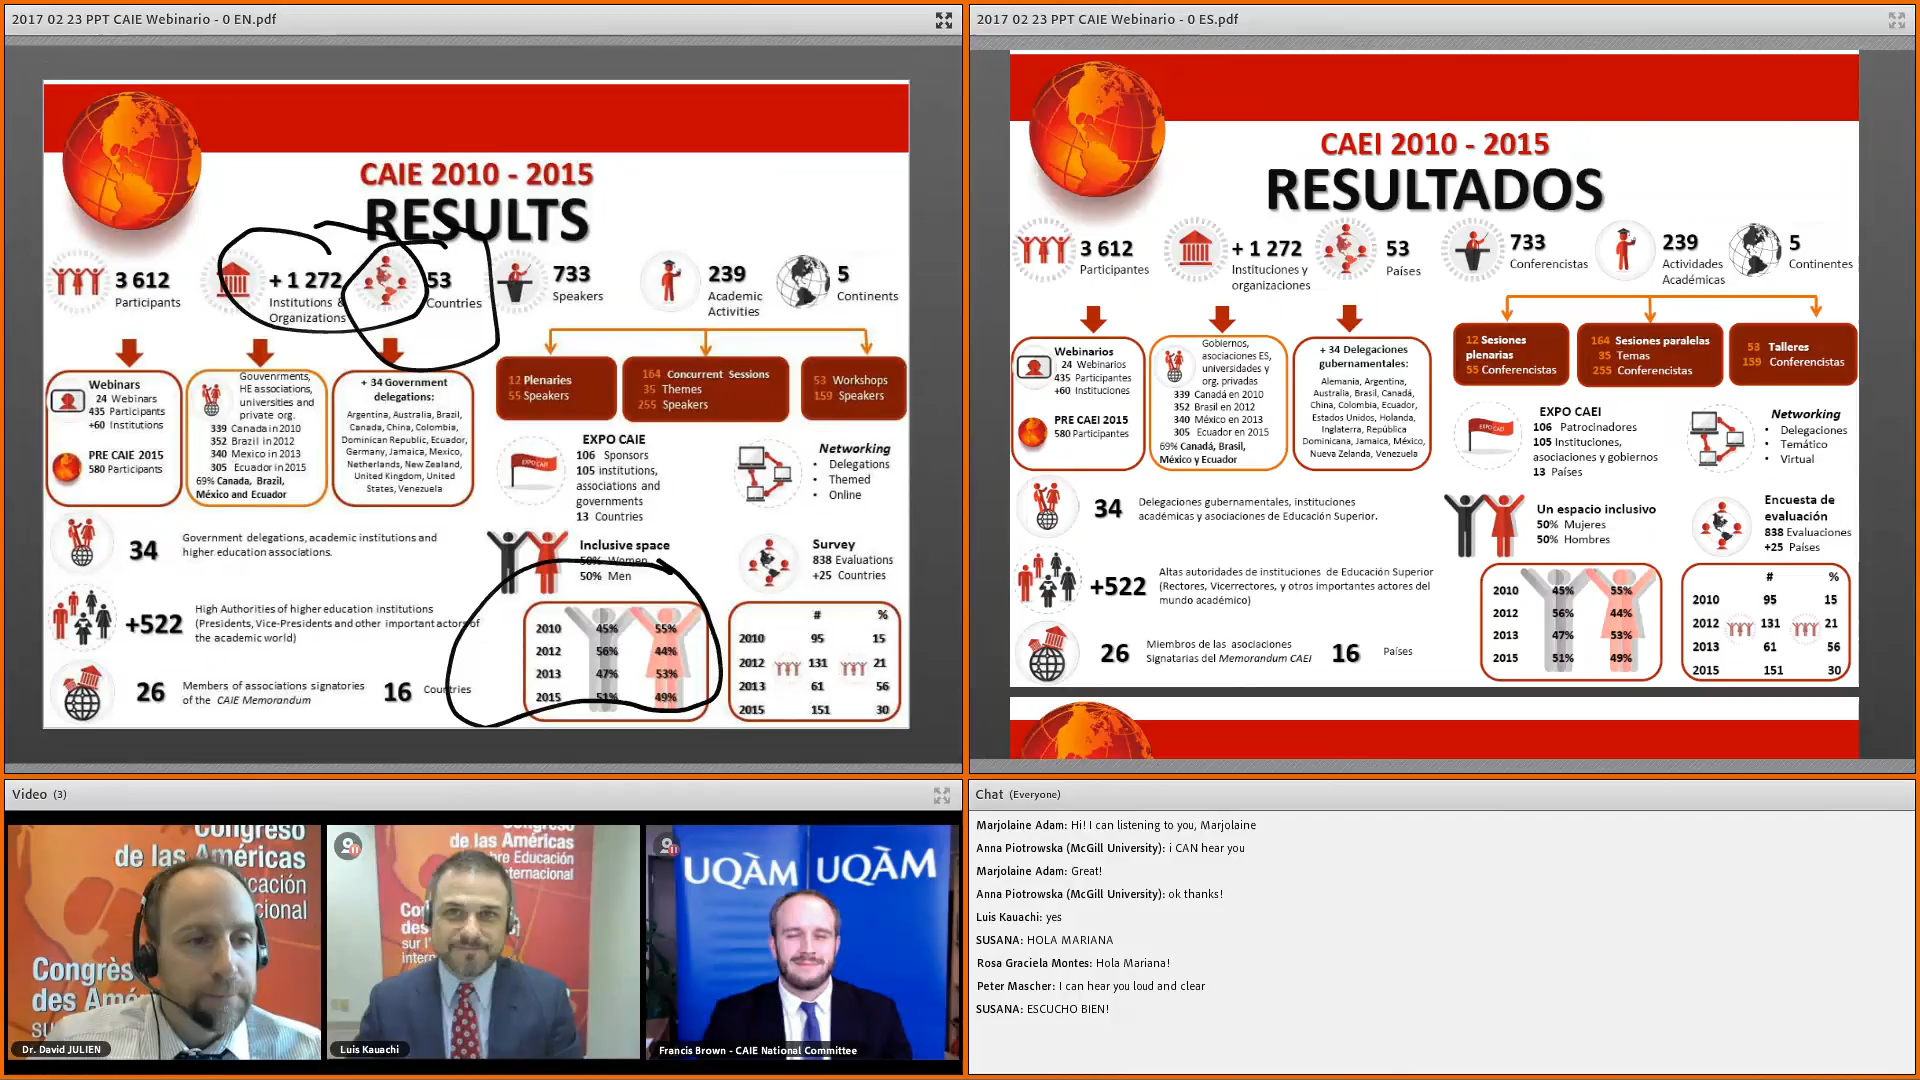 2017 02 23 PPT CAIE Webinario - 0 EN.pdf
CAIE 2010 - 2015
RESULTS
3 612
Participants
+ 1 272
Institutions &
Organizations
53
Countries
733
Speakers
239
Academic
Activities
5
Continents
Webinars
24 Webinars
435 Participants
+60 Institutions
PRE CAIE 2015
580 Participants
Gouvernments,
HE associations,
universities and
private org.
339 Canada in 2010
352 Brazil in 2012
340 Mexico in 2013
305 Ecuador in 2015
69% Canada, Brazil,
México and Ecuador
+ 34 Government
delegations:
Argentina, Australia, Brazil,
Canada, China, Colombia,
Dominican Republic, Ecuador,
Germany, Jamaica, Mexico,
Netherlands, New Zealand,
United Kingdom, United
States, Venezuela
12 Plenaries
55 Speakers
164 Concurrent Sessions
35 Themes
255 Speakers
53 Workshops
159 Speakers
EXPO CAEI
EXPO CAIE
106 Sponsors
105 institutions,
associations and
governments
13 Countries
Networking
• Delegations
• Themed
• Online
34
Government delegations, academic institutions and
higher education associations.
Inclusive space
50% Women
50% Men
Survey
838 Evaluations
+25 Countries
+522
High Authorities of higher education institutions
(Presidents, Vice-Presidents and other important actors of
the academic world)
26
Members of associations signatories
of the CAIE Memorandum
16
Countries
2010 45% 55%
2012 56% 44%
2013 47% 53%
2015 51% 49%
# %
2010 95 15
2012 131 21
2013 61 56
2015 151 30
2017 02 23 PPT CAIE Webinario - 0 ES.pdf
CAEI 2010 - 2015
RESULTADOS
3 612
Participantes
+ 1 272
Instituciones y
organizaciones
53
Países
733
Conferencistas
239
Actividades
Académicas
5
Continentes
Webinarios
24 Webinarios
435 Participantes
+60 Instituciones
PRE CAEI 2015
580 Participantes
Gobiernos,
asociaciones ES,
universidades y
org. privadas
339 Canadá en 2010
352 Brasil en 2012
340 México en 2013
305 Ecuador en 2015
69% Canadá, Brasil,
México y Ecuador
+ 34 Delegaciones
gubernamentales:
Alemania, Argentina,
Australia, Brasil, Canadá,
China, Colombia, Ecuador,
Estados Unidos, Holanda,
Inglaterra, República
Dominicana, Jamaica, México,
Nueva Zelanda, Venezuela
12 Sesiones
plenarias
55 Conferencistas
164 Sesiones paralelas
35 Temas
255 Conferencistas
53 Talleres
159 Conferencistas
EXPO CAEI
EXPO CAEI
106 Patrocinadores
105 Instituciones,
asociaciones y gobiernos
13 Países
Networking
• Delegaciones
• Temático
• Virtual
34
Delegaciones gubernamentales, instituciones
académicas y asociaciones de Educación Superior.
Un espacio inclusivo
50% Mujeres
50% Hombres
Encuesta de
evaluación
838 Evaluaciones
+25 Países
+522
Altas autoridades de instituciones de Educación Superior
(Rectores, Vicerrectores, y otros importantes actores del
mundo académico)
26
Miembros de las asociaciones
Signatarias del Memorandum CAEI
16
Países
2010 45% 55%
2012 56% 44%
2013 47% 53%
2015 51% 49%
# %
2010 95 15
2012 131 21
2013 61 56
2015 151 30
Video (3)
Congreso
de las Américas
cación
cional
Congrès
des Amé
su
Dr. David JULIEN
Congreso
de las Américas
bre Educación
nternacional
Con
des
sur l'
intern
Luis Kauachi
UQÀM UQÀM
Francis Brown - CAIE National Committee
Chat (Everyone)
Marjolaine Adam: Hi! I can listening to you, Marjolaine
Anna Piotrowska (McGill University): i CAN hear you
Marjolaine Adam: Great!
Anna Piotrowska (McGill University): ok thanks!
Luis Kauachi: yes
SUSANA: HOLA MARIANA
Rosa Graciela Montes: Hola Mariana!
Peter Mascher: I can hear you loud and clear
SUSANA: ESCUCHO BIEN!